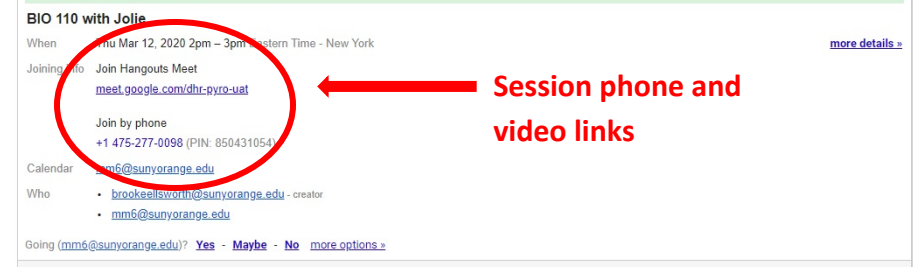 BIO 110 with Jolie
When Thu Mar 12, 2020 2pm – 3pm Eastern Time - New York more details »
Joining Info Join Hangouts Meet
meet.google.com/dhr-pyro-uat
Session phone and
video links
Join by phone
+1 475-277-0098 (PIN: 850431054)
Calendar mm6@sunyorange.edu
Who • brookeellsworth@sunyorange.edu - creator
• mm6@sunyorange.edu
Going (mm6@sunyorange.edu)? Yes - Maybe - No more options »